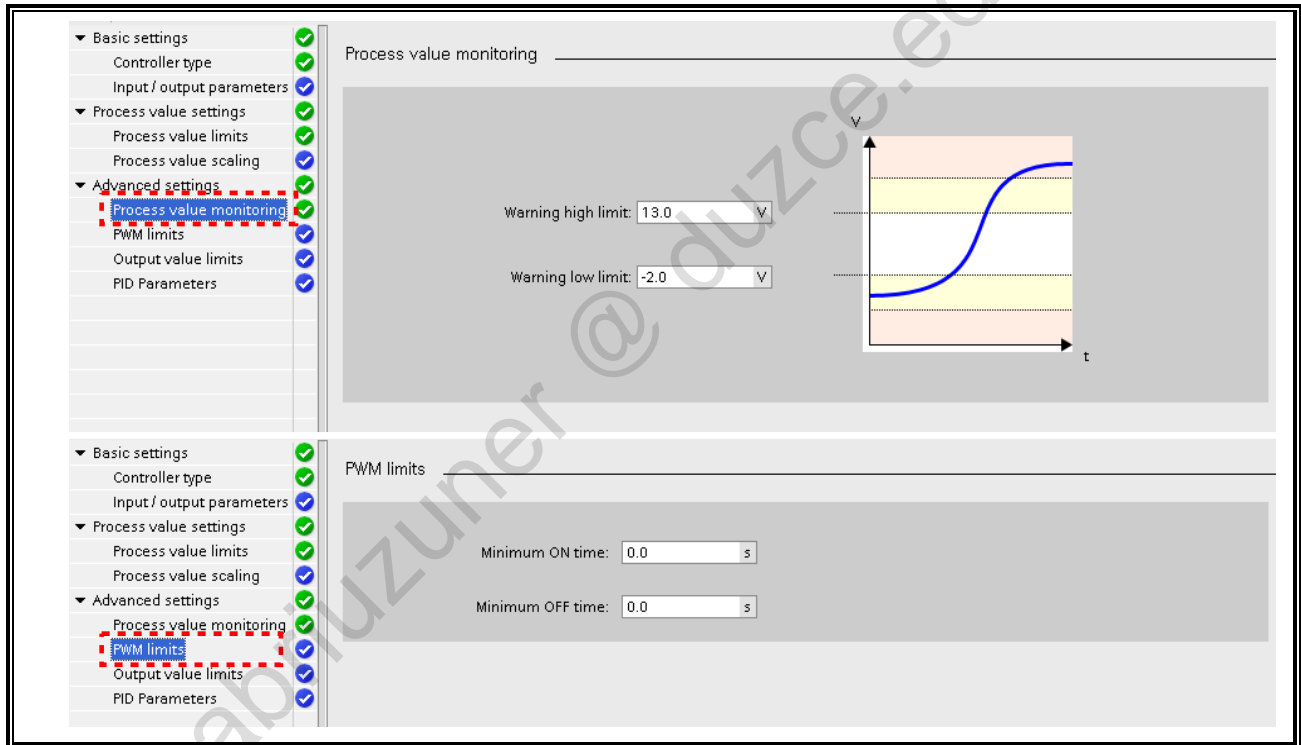 Basic settings
Controller type
Input / output parameters
Process value settings
Process value limits
Process value scaling
Advanced settings
Process value monitoring
PWM limits
Output value limits
PID Parameters
Process value monitoring
Warning high limit: 13.0 V
Warning low limit: -2.0 V
V
t
Basic settings
Controller type
Input / output parameters
Process value settings
Process value limits
Process value scaling
Advanced settings
Process value monitoring
PWM limits
Output value limits
PID Parameters
PWM limits
Minimum ON time: 0.0 s
Minimum OFF time: 0.0 s
abriuzuner @ duzce.ed